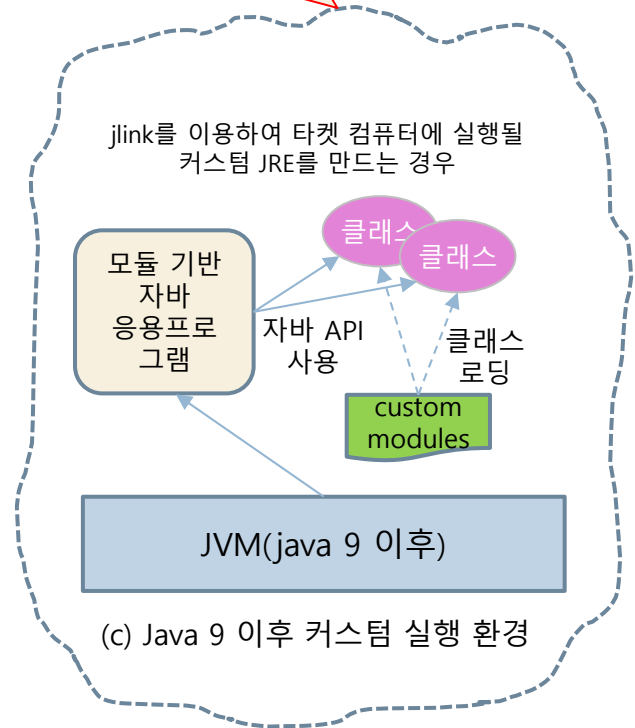 jlink를 이용하여 타켓 컴퓨터에 실행될
커스텀 JRE를 만드는 경우
클래스
클래스
모듈 기반
자바
응용프로
그램
자바 API
사용
클래스
로딩
custom
modules
JVM(java 9 이후)
(c) Java 9 이후 커스텀 실행 환경